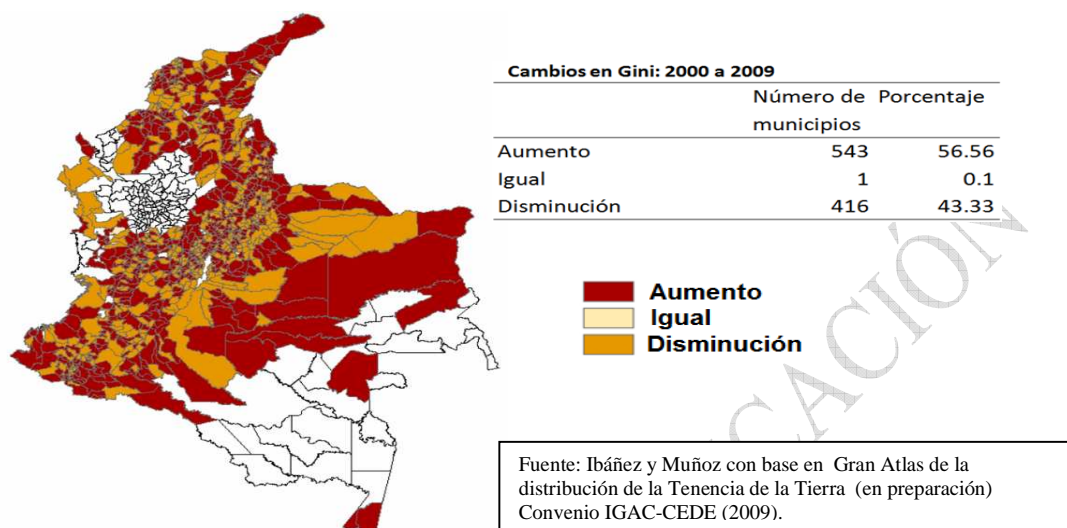 Cambios en Gini: 2000 a 2009
Número de Porcentaje
municipios
Aumento 543 56.56
Igual 1 0.1
Disminución 416 43.33
Aumento
Igual
Disminución
CACIÓN
Fuente: Ibáñez y Muñoz con base en Gran Atlas de la
distribución de la Tenencia de la Tierra (en preparación)
Convenio IGAC-CEDE (2009).